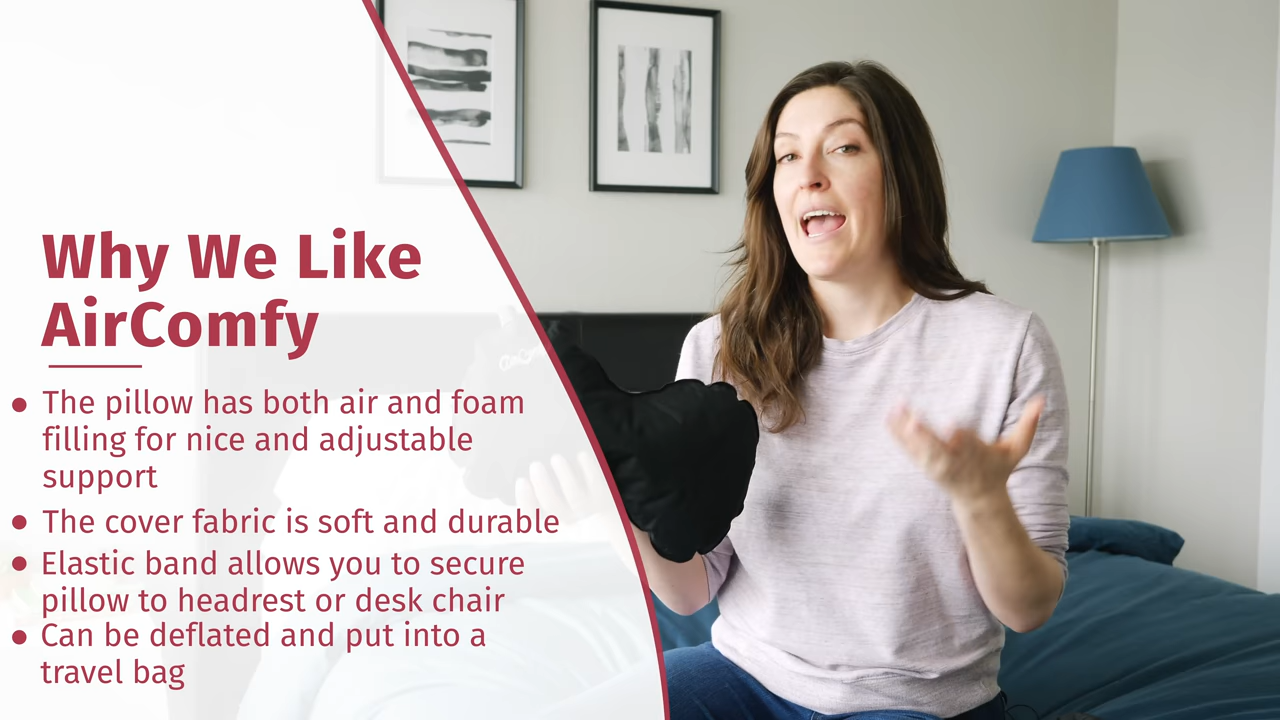 Why We Like
AirComfy
● The pillow has both air and foam
filling for nice and adjustable
support
● The cover fabric is soft and durable
● Elastic band allows you to secure
pillow to headrest or desk chair
● Can be deflated and put into a
travel bag